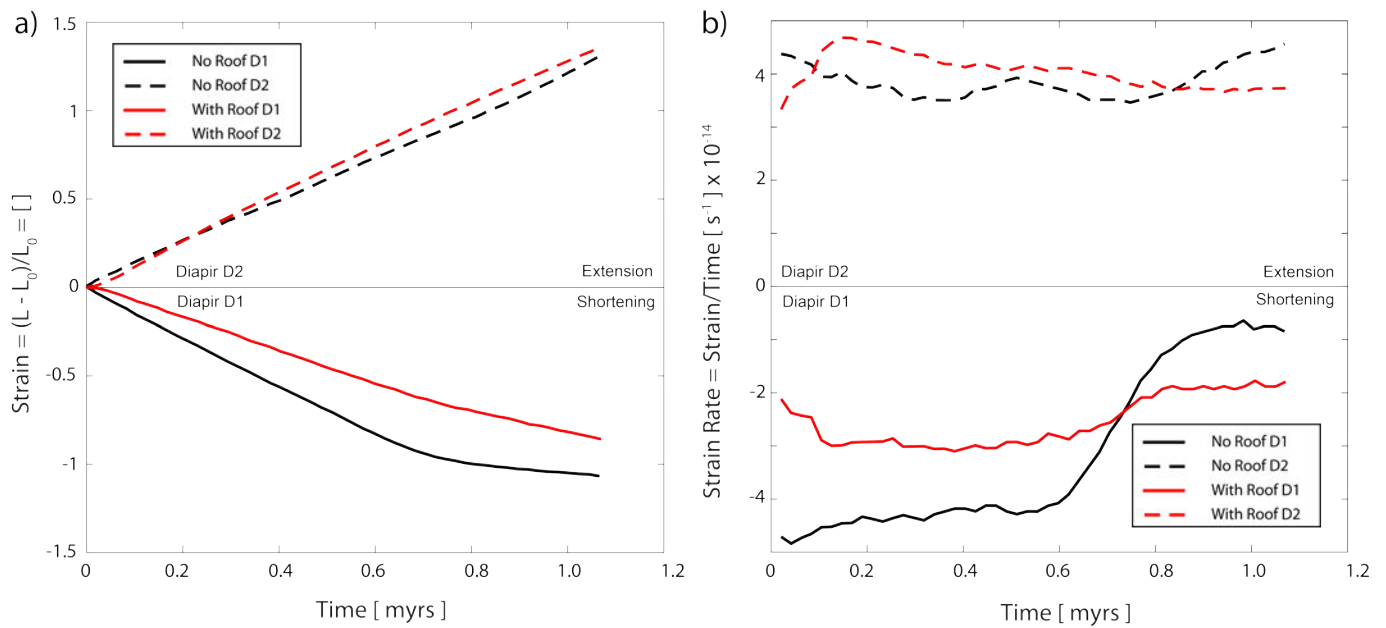 a)
1.5
1
0.5
0
-0.5
-1
-1.5
Strain = (L - L₀)/L₀ = [ ]
No Roof D1
No Roof D2
With Roof D1
With Roof D2
Diapir D2
Extension
Diapir D1
Shortening
0
0.2
0.4
0.6
0.8
1.0
1.2
Time [ myrs ]
b)
4
2
0
-2
-4
Strain Rate = Strain/Time [ s⁻¹ ] x 10⁻¹⁴
Diapir D2
Extension
Diapir D1
Shortening
No Roof D1
No Roof D2
With Roof D1
With Roof D2
0
0.2
0.4
0.6
0.8
1.0
1.2
Time [ myrs ]